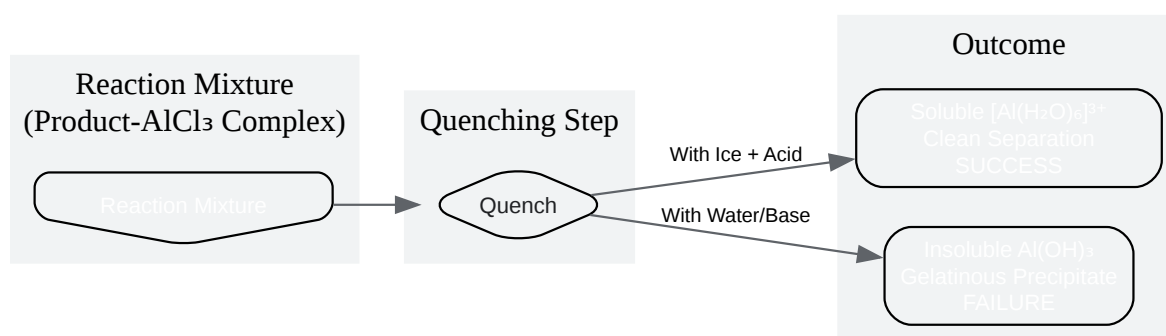 Reaction Mixture
(Product-AlCl₃ Complex)
Reaction Mixture
Quenching Step
Quench
With Ice + Acid
With Water/Base
Outcome
Soluble [Al(H₂O)₆]³⁺
Clean Separation
SUCCESS
Insoluble Al(OH)₃
Gelatinous Precipitate
FAILURE